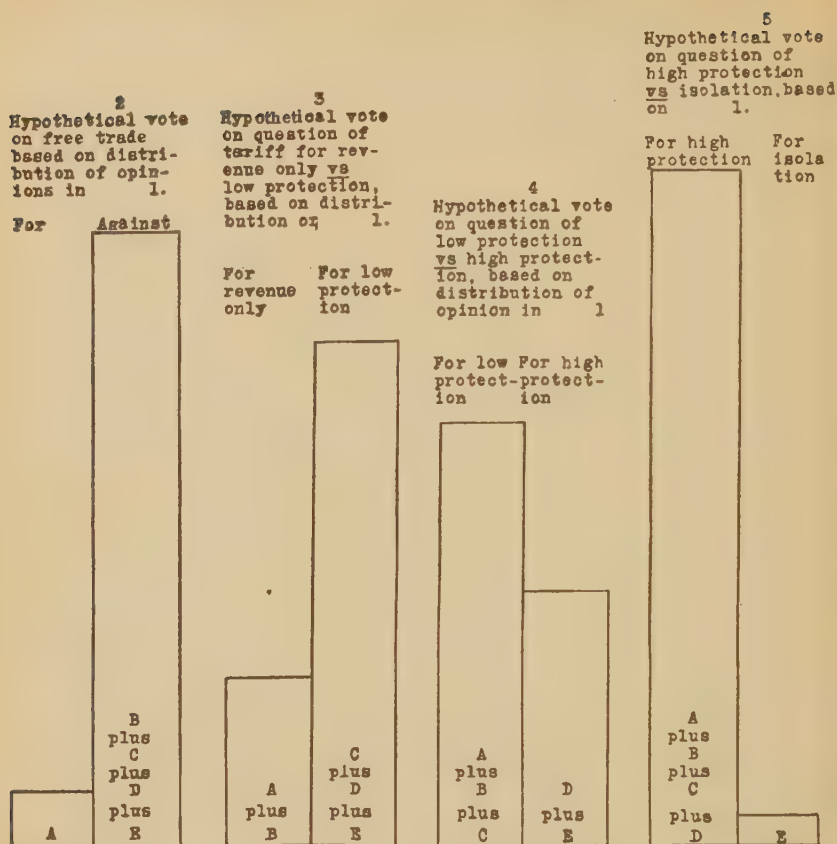 2
Hypothetical vote
on free trade
based on distri-
bution of opin-
ions in 1.
For Against
B
plus
C
plus
D
plus
A E
3
Hypothetical vote
on question of
tariff for rev-
enue only vs
low protection,
based on distri-
bution on 1.
For For low
revenue protect-
only ion
C
plus
A D
plus plus
B E
4
Hypothetical vote
on question of
low protection
vs high protect-
ion, based on
distribution of
opinion in 1
For low For high
protect-protect-
ion ion
A
plus
B D
plus plus
C E
5
Hypothetical vote
on question of
high protection
vs isolation,based
on 1.
For high For
protection isola
tion
A
plus
B
plus
C
plus
D E